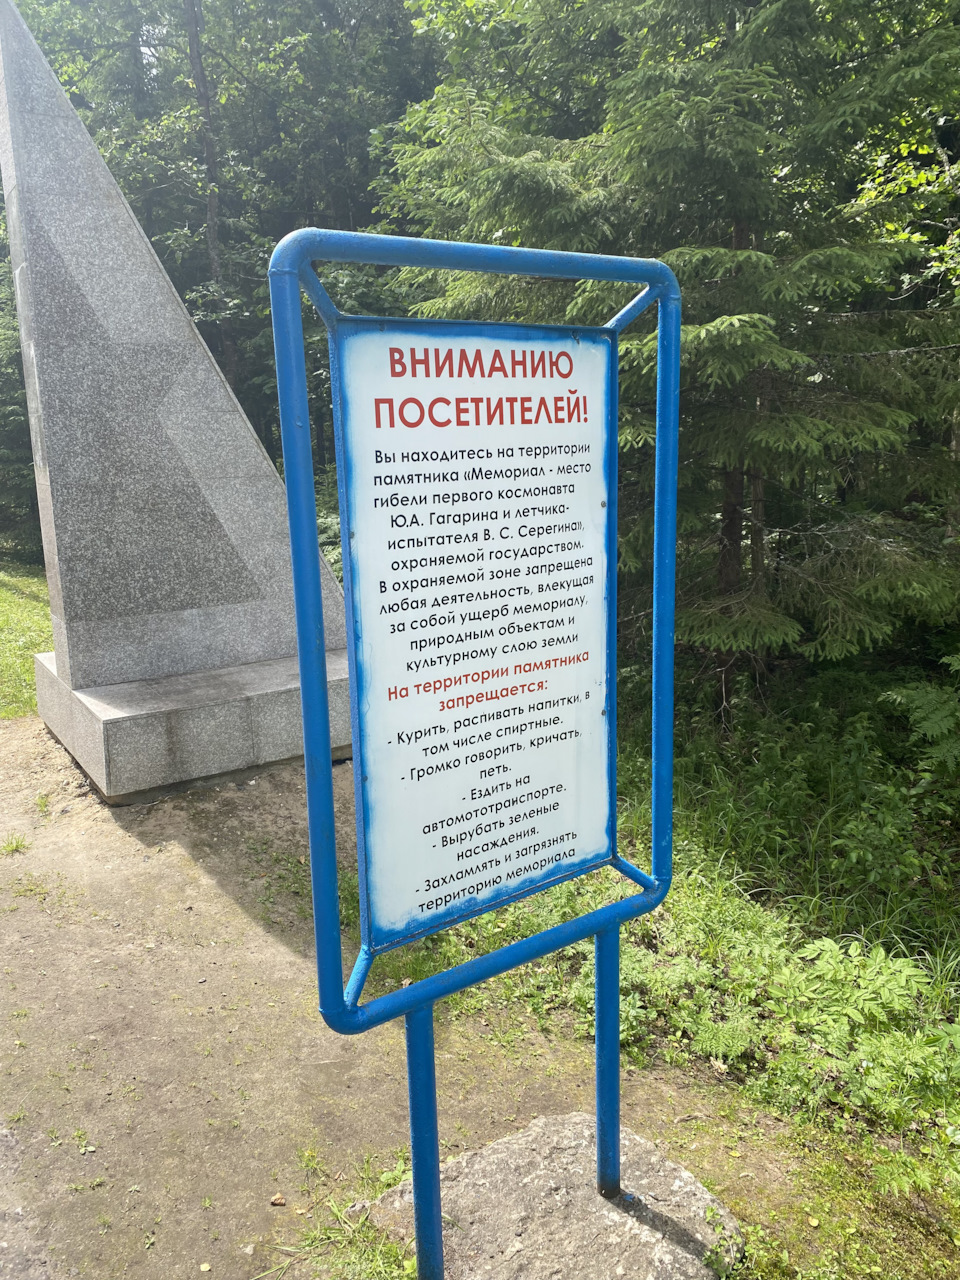 ВНИМАНИЮ
ПОСЕТИТЕЛЕЙ!
Вы находитесь на территории
памятника «Мемориал - место
гибели первого космонавта
Ю.А. Гагарина и летчика-
испытателя В. С. Серегина»,
охраняемой государством.
В охраняемой зоне запрещена
любая деятельность, влекущая
за собой ущерб мемориалу,
природным объектам и
культурному слою земли
На территории памятника
запрещается:
- Курить, распивать напитки, в
том числе спиртные.
- Громко говорить, кричать,
петь.
- Ездить на
автомототранспорте.
- Вырубать зеленые
насаждения.
- Захламлять и загрязнять
территорию мемориала